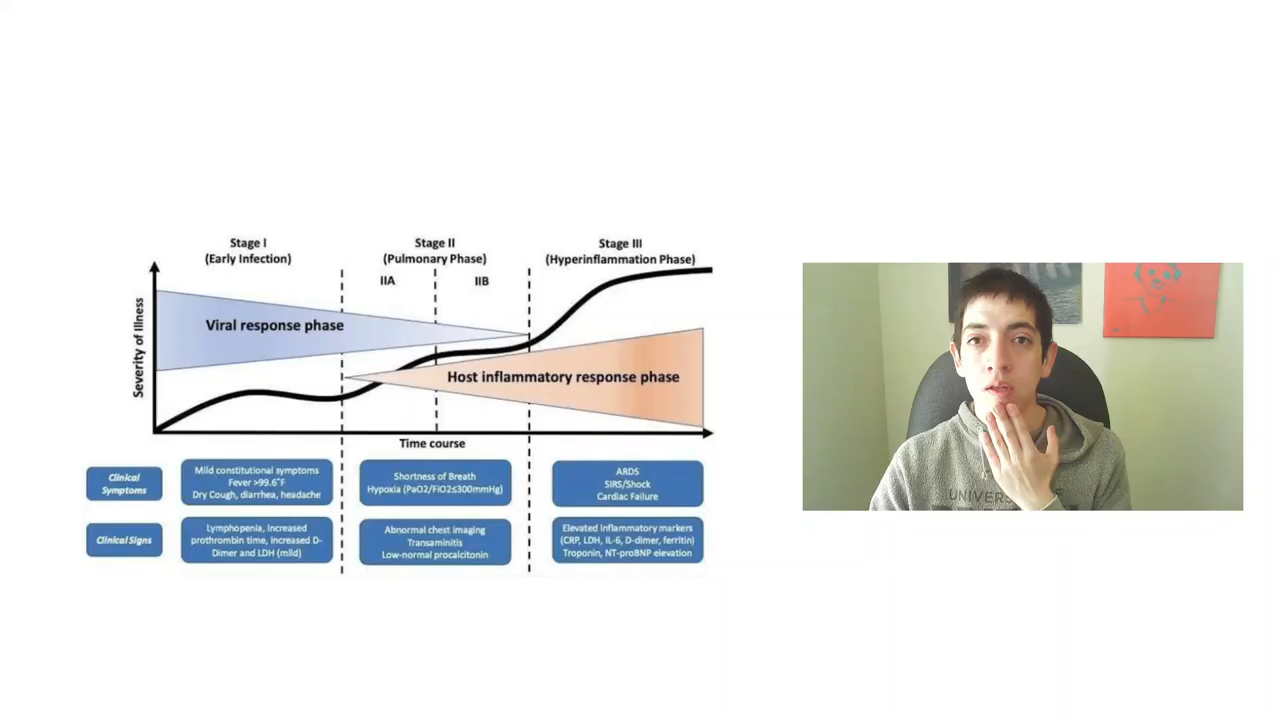 Stage I
(Early Infection)
Stage II
(Pulmonary Phase)
Stage III
(Hyperinflammation Phase)
IIA
IIB
Severity of Illness
Viral response phase
Host inflammatory response phase
Time course
Clinical
Symptoms
Mild constitutional symptoms
Fever >99.6°F
Dry Cough, diarrhea, headache
Shortness of Breath
Hypoxia (PaO2/FiO2≤300mmHg)
ARDS
SIRS/Shock
Cardiac Failure
Clinical Signs
Lymphopenia, increased
prothrombin time, increased D-
Dimer and LDH (mild)
Abnormal chest imaging
Transaminitis
Low-normal procalcitonin
Elevated inflammatory markers
(CRP, LDH, IL-6, D-dimer, ferritin)
Troponin, NT-proBNP elevation
UNIVERS